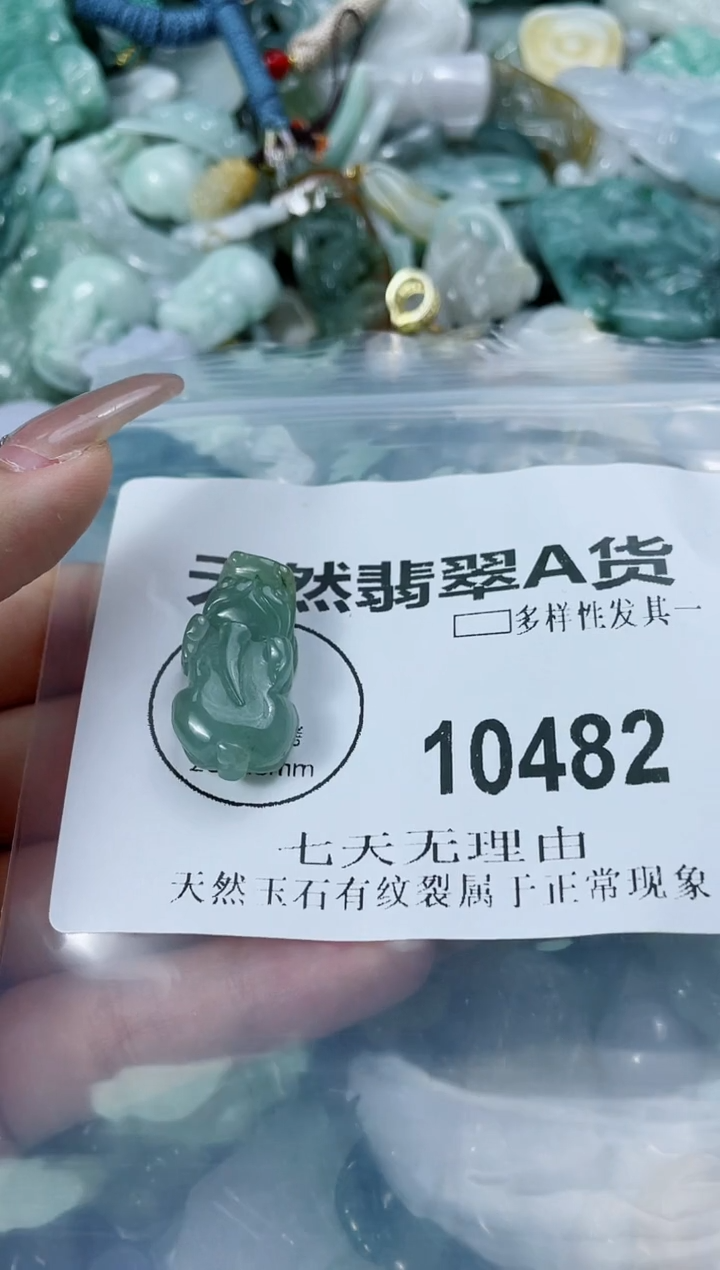 天然翡翠A货
多样性发其一
10482
mm
七天无理由
天然玉石有纹裂属于正常现象